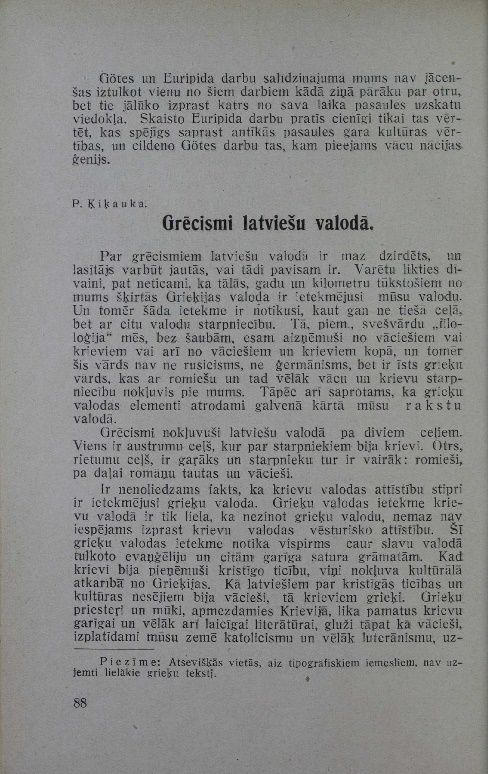 Gōtes un Euripida darbu salīdzinājuma mums nav jācen-
šas iztulkot vienu no šiem darbiem kādā ziņā pārāku par otru,
bet tie jālūko izprast katrs no sava laika pasaules uzskatu
viedokļa. Skaisto Euripida darbu pratīs cienīgi tikai tas vēr-
tēt, kas spējīgs saprast antīkās pasaules gara kultūras vēr-
tības, un cildeno Gōtes darbu tas, kam pieejams vācu nācijas
ģenijs.
P. Ķiķauka.
Grēcismi latviešu valodā.
Par grēcismiem latviešu valodā ir maz dzirdēts, un
lasītājs varbūt jautās, vai tādi pavisam ir. Varētu likties dī-
vaini, pat neticami, ka tālās, gadu un kilometru tūkstošiem no
mums šķirtās Grieķijas valoda ir ietekmējusi mūsu valodu.
Un tomēr šāda ietekme ir notikusi, kaut gan ne tiešā ceļā,
bet ar citu valodu starpniecību. Tā, piem., svešvārdu „filo-
loģija“ mēs, bez šaubām, esam aizņēmuši no vāciešiem vai
krieviem vai arī no vāciešiem un krieviem kopā, un tomēr
šis vārds nav ne rusicisms, ne ģermānisms, bet ir īsts grieķu
vārds, kas ar romiešu un tad vēlāk vācu un krievu starp-
niecību nokļuvis pie mums. Tāpēc arī saprotams, ka grieķu
valodas elementi atrodami galvenā kārtā mūsu rakstu
valodā.
Grēcismi nokļuvuši latviešu valodā pa diviem ceļiem.
Viens ir austrumu ceļš, kur par starpniekiem bija krievi. Otrs,
rietumu ceļš, ir garāks un starpnieku tur ir vairāk: romieši,
pa daļai romaņu tautas un vācieši.
Ir nenoliedzams fakts, ka krievu valodas attīstību stipri
ir ietekmējusi grieķu valoda. Grieķu valodas ietekme krie-
vu valodā ir tik liela, ka nezinot grieķu valodu, nemaz nav
iespējams izprast krievu valodas vēsturisko attīstību. Šī
grieķu valodas ietekme notika vispirms caur slavu valodā
tulkoto evaņģēliju un citām garīga satura grāmatām. Kad
krievi bija pieņēmuši kristīgo ticību, viņi nokļuva kultūrālā
atkarībā no Grieķijas. Kā latviešiem par kristīgās ticības un
kultūras nesējiem bija vācieši, tā krieviem grieķi. Grieķu
priesteri un mūki, apmezdamies Krievijā, lika pamatus krievu
garīgai un vēlāk arī laicīgai literātūrai, gluži tāpat kā vācieši,
izplatīdami mūsu zemē katolicismu un vēlāk luterānismu, uz-
Piezīme: Atsevišķās vietās, aiz tipografiskiem iemesliem, nav uz-
ņemti lielākie grieķu teksti.
88